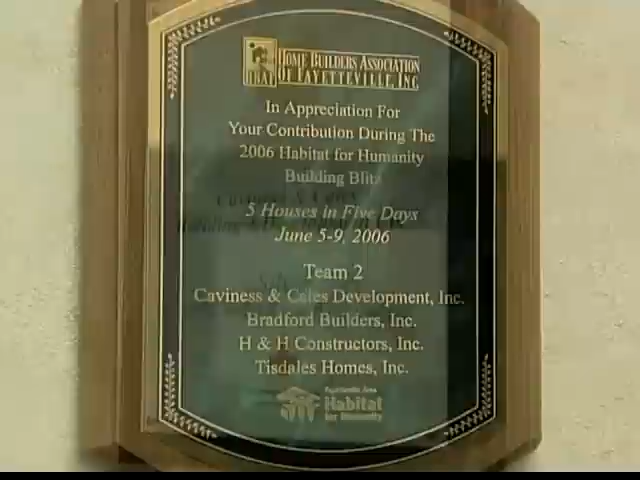 HOME BUILDERS ASSOCIATION
OF FAYETTEVILLE, INC
In Appreciation For
Your Contribution During The
2006 Habitat for Humanity
Building Blitz
5 Houses in Five Days
June 5-9, 2006
Team 2
Caviness & Cates Development, Inc.
Bradford Builders, Inc.
H & H Constructors, Inc.
Tisdales Homes, Inc.
Fayetteville Area
Habitat
for Humanity